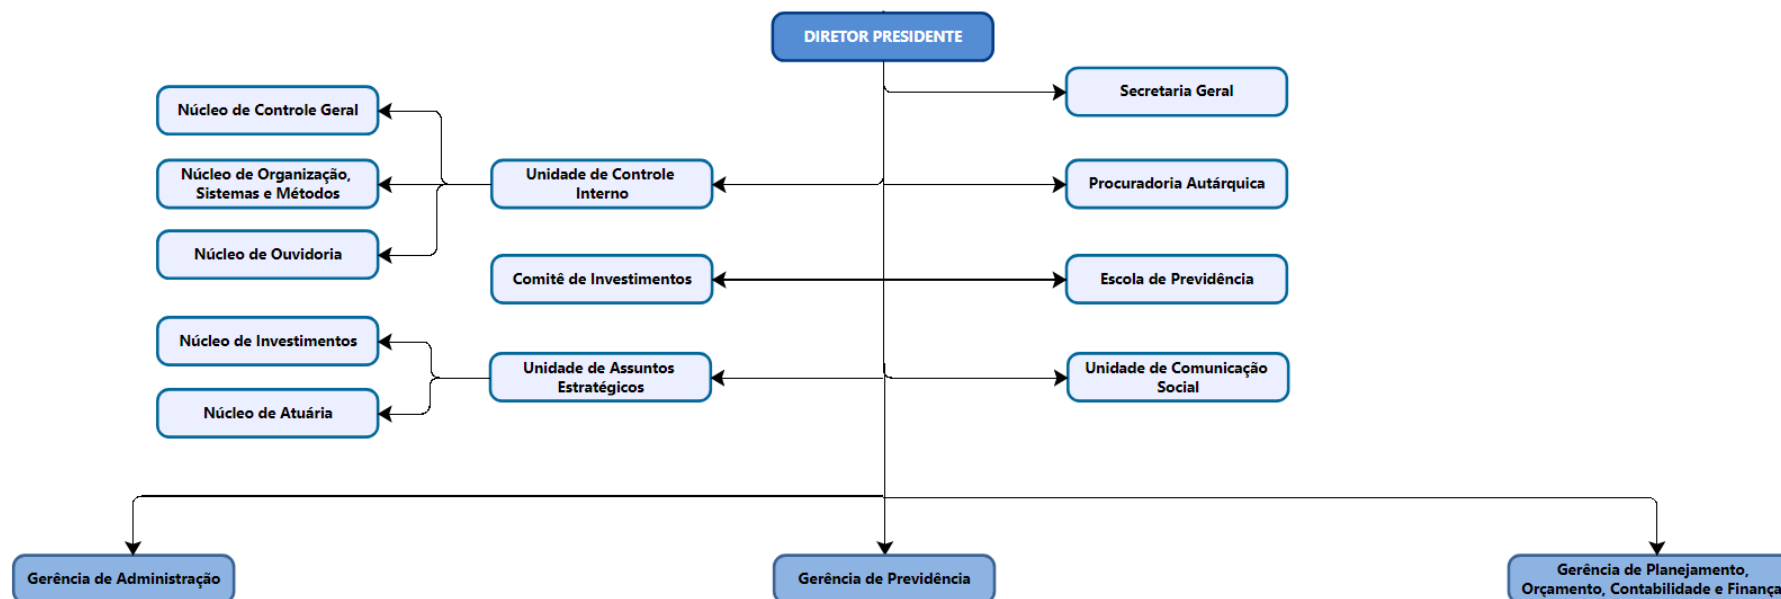 DIRETOR PRESIDENTE
Secretaria Geral
Núcleo de Controle Geral
Núcleo de Organização,
Sistemas e Métodos
Unidade de Controle
Interno
Procuradoria Autárquica
Núcleo de Ouvidoria
Comitê de Investimentos
Escola de Previdência
Núcleo de Investimentos
Unidade de Assuntos
Estratégicos
Unidade de Comunicação
Social
Núcleo de Atuária
Gerência de Administração
Gerência de Previdência
Gerência de Planejamento,
Orçamento, Contabilidade e Finança